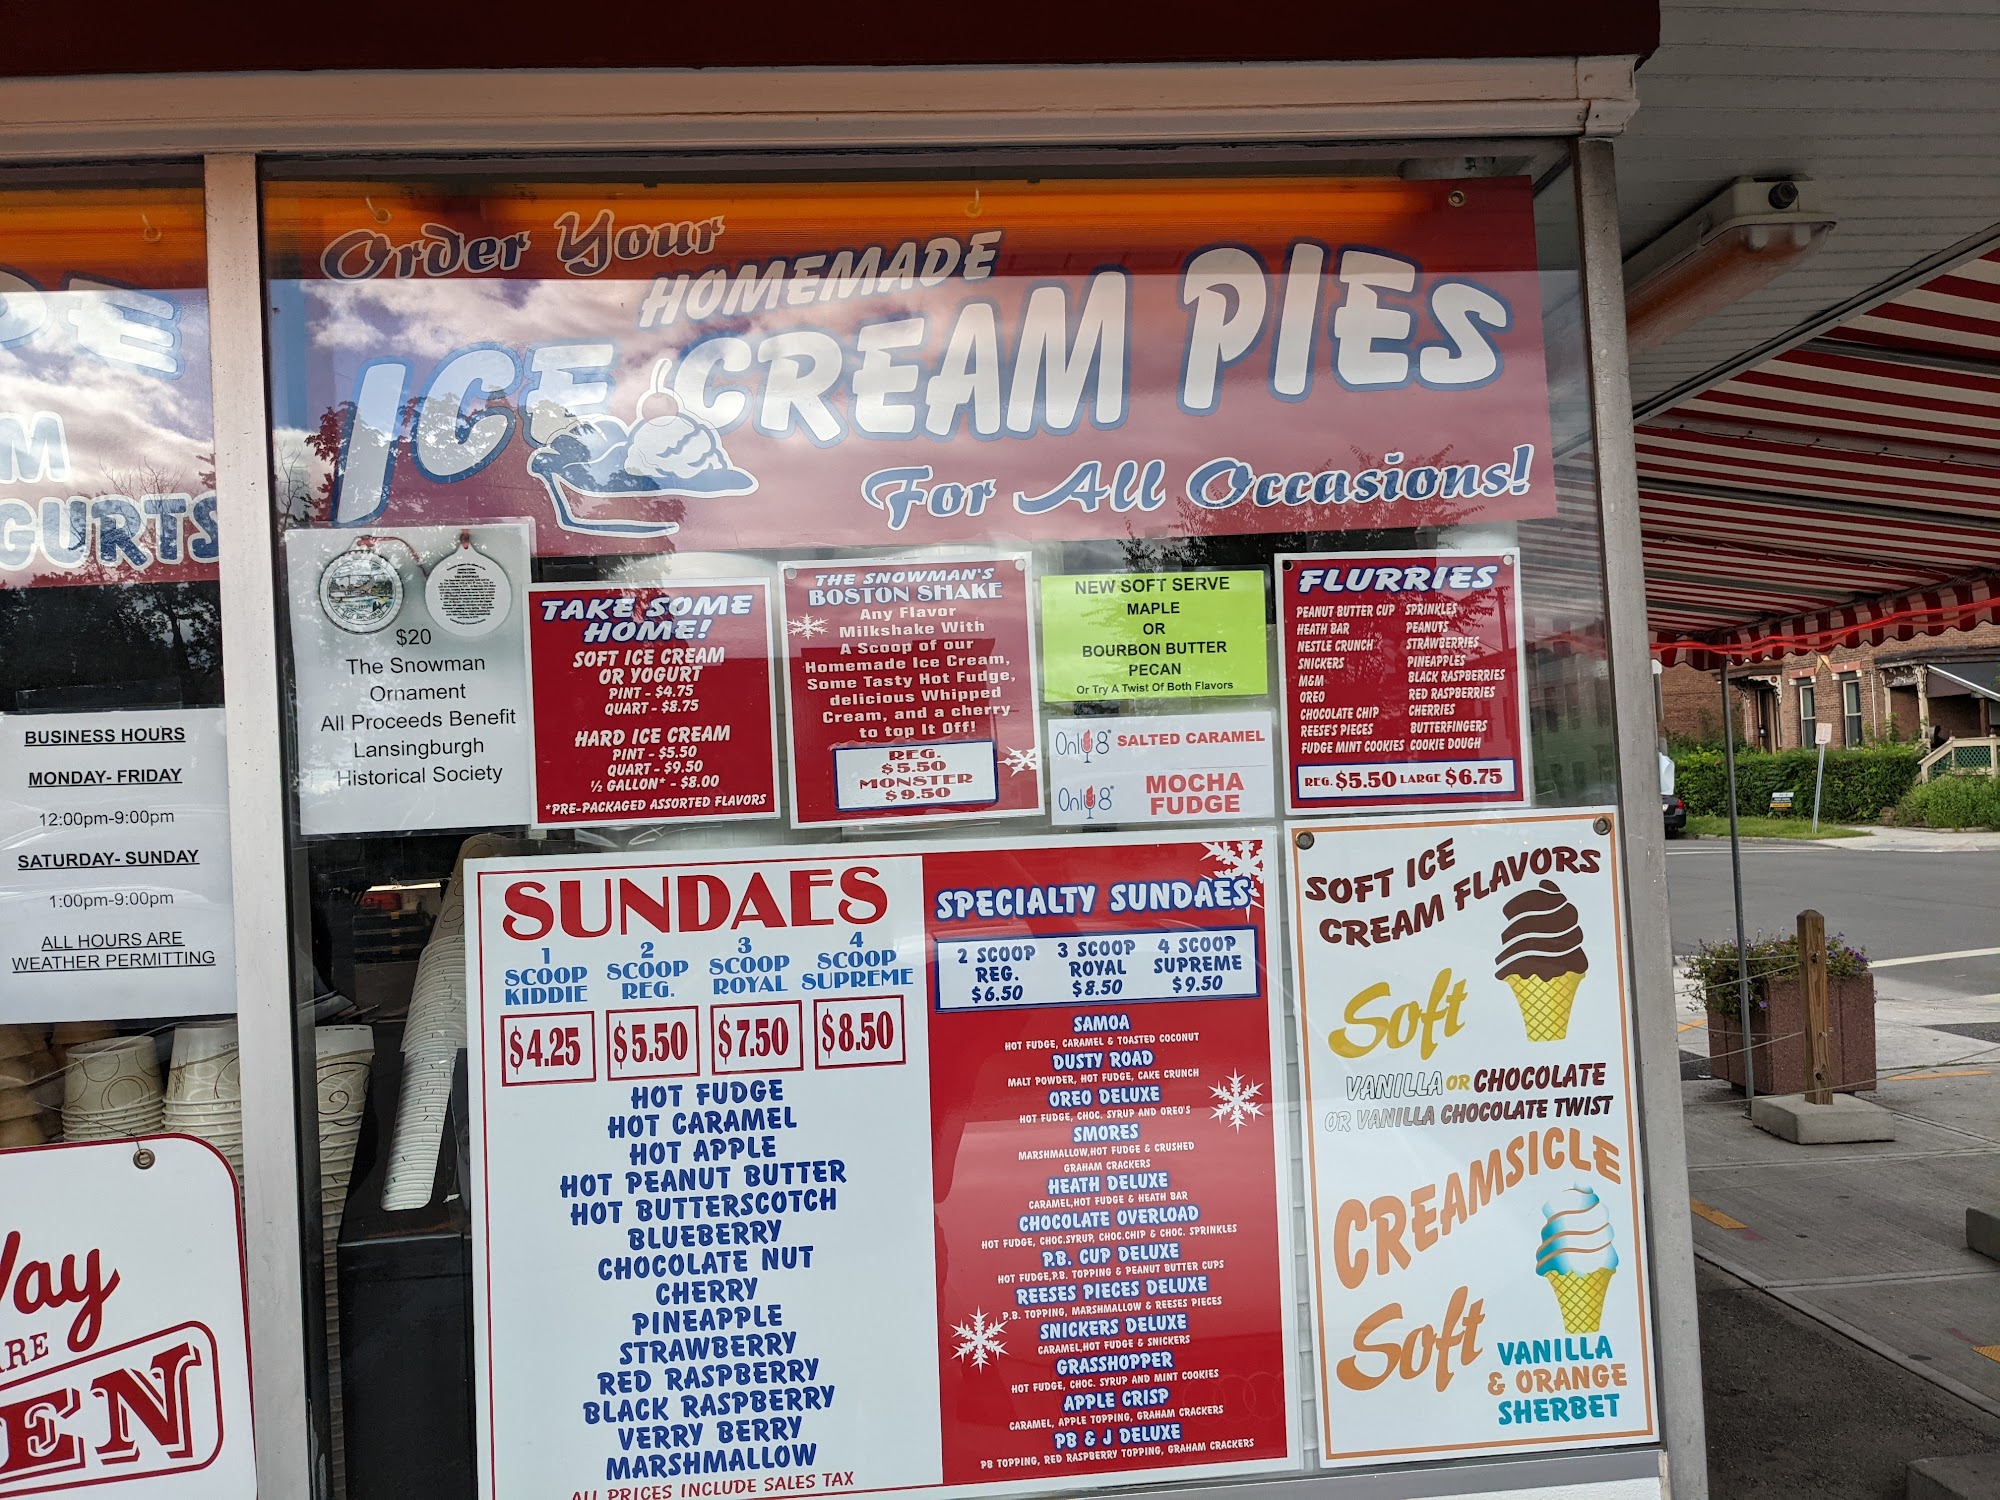 Order Your
HOMEMADE
ICE CREAM PIES
For All Occasions!
PE
M
GURTS
BUSINESS HOURS
MONDAY- FRIDAY
12:00pm-9:00pm
SATURDAY- SUNDAY
1:00pm-9:00pm
ALL HOURS ARE
WEATHER PERMITTING
Way
ARE
EN
$20
The Snowman
Ornament
All Proceeds Benefit
Lansingburgh
Historical Society
TAKE SOME
HOME!
SOFT ICE CREAM
OR YOGURT
PINT - $4.75
QUART - $8.75
HARD ICE CREAM
PINT - $5.50
QUART - $9.50
½ GALLON* - $8.00
*PRE-PACKAGED ASSORTED FLAVORS
THE SNOWMAN'S
BOSTON SHAKE
Any Flavor
Milkshake With
A Scoop of our
Homemade Ice Cream,
Some Tasty Hot Fudge,
delicious Whipped
Cream, and a cherry
to top It Off!
REG.
$5.50
MONSTER
$9.50
NEW SOFT SERVE
MAPLE
OR
BOURBON BUTTER
PECAN
Or Try A Twist Of Both Flavors
Only8 SALTED CARAMEL
Only8 MOCHA
FUDGE
FLURRIES
PEANUT BUTTER CUP SPRINKLES
HEATH BAR PEANUTS
NESTLE CRUNCH STRAWBERRIES
SNICKERS PINEAPPLES
M&M BLACK RASPBERRIES
OREO RED RASPBERRIES
CHOCOLATE CHIP CHERRIES
REESE'S PIECES BUTTERFINGERS
FUDGE MINT COOKIES COOKIE DOUGH
REG. $5.50 LARGE $6.75
SUNDAES
1 SCOOP KIDDIE $4.25
2 SCOOP REG. $5.50
3 SCOOP ROYAL $7.50
4 SCOOP SUPREME $8.50
HOT FUDGE
HOT CARAMEL
HOT APPLE
HOT PEANUT BUTTER
HOT BUTTERSCOTCH
BLUEBERRY
CHOCOLATE NUT
CHERRY
PINEAPPLE
STRAWBERRY
RED RASPBERRY
BLACK RASPBERRY
VERRY BERRY
MARSHMALLOW
ALL PRICES INCLUDE SALES TAX
SPECIALTY SUNDAES
2 SCOOP REG. $6.50
3 SCOOP ROYAL $8.50
4 SCOOP SUPREME $9.50
SAMOA
HOT FUDGE, CARAMEL & TOASTED COCONUT
DUSTY ROAD
MALT POWDER, HOT FUDGE, CAKE CRUNCH
OREO DELUXE
HOT FUDGE, CHOC. SYRUP AND OREO'S
SMORES
MARSHMALLOW,HOT FUDGE & CRUSHED
GRAHAM CRACKERS
HEATH DELUXE
CARAMEL,HOT FUDGE & HEATH BAR
CHOCOLATE OVERLOAD
HOT FUDGE, CHOC.SYRUP, CHOC.CHIP & CHOC. SPRINKLES
P.B. CUP DELUXE
HOT FUDGE,P.B. TOPPING & PEANUT BUTTER CUPS
REESES PIECES DELUXE
P.B. TOPPING, MARSHMALLOW & REESES PIECES
SNICKERS DELUXE
CARAMEL,HOT FUDGE & SNICKERS
GRASSHOPPER
HOT FUDGE, CHOC. SYRUP AND MINT COOKIES
APPLE CRISP
CARAMEL, APPLE TOPPING, GRAHAM CRACKERS
PB & J DELUXE
PB TOPPING, RED RASPBERRY TOPPING, GRAHAM CRACKERS
SOFT ICE
CREAM FLAVORS
Soft
VANILLA OR CHOCOLATE
OR VANILLA CHOCOLATE TWIST
CREAMSICLE
Soft
VANILLA
& ORANGE
SHERBET